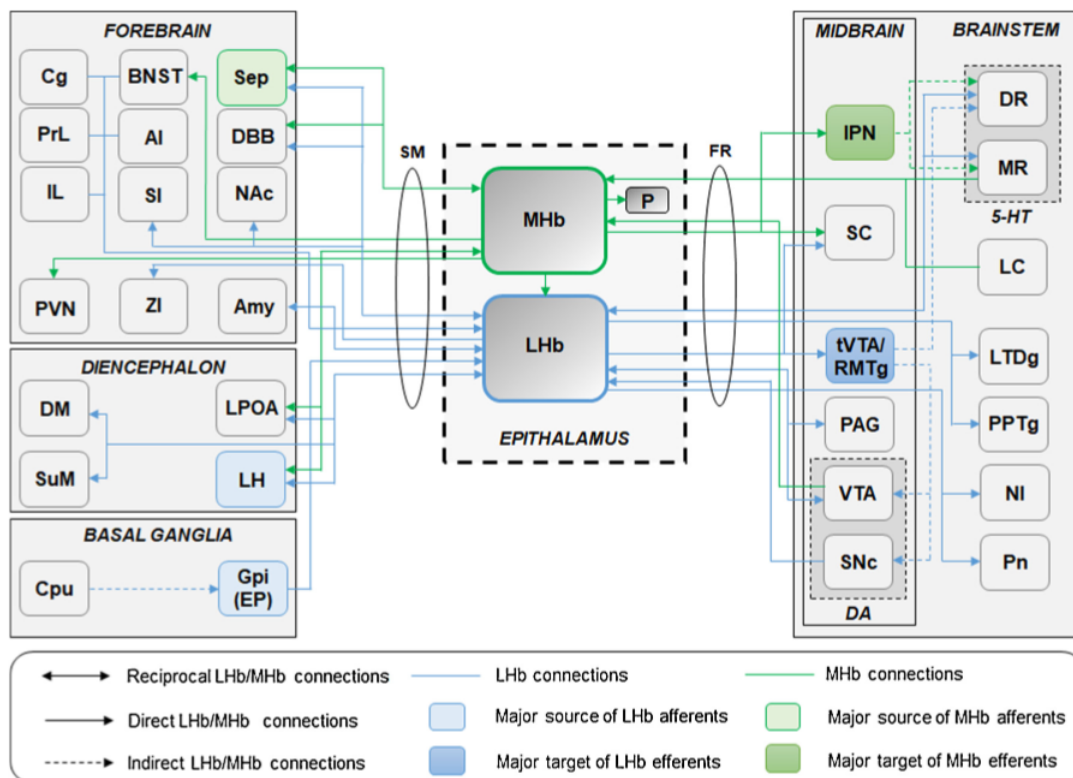 FOREBRAIN
Cg
BNST
Sep
PrL
AI
DBB
IL
SI
NAc
PVN
ZI
Amy
DIENCEPHALON
DM
LPOA
SuM
LH
BASAL GANGLIA
Cpu
Gpi
(EP)
SM
MHb
P
LHb
EPITHALAMUS
FR
MIDBRAIN
BRAINSTEM
IPN
DR
MR
5-HT
SC
LC
tVTA/
RMTg
LTDg
PAG
PPTg
VTA
NI
SNc
Pn
DA
Reciprocal LHb/MHb connections
LHb connections
MHb connections
Direct LHb/MHb connections
Major source of LHb afferents
Major source of MHb afferents
Indirect LHb/MHb connections
Major target of LHb efferents
Major target of MHb efferents